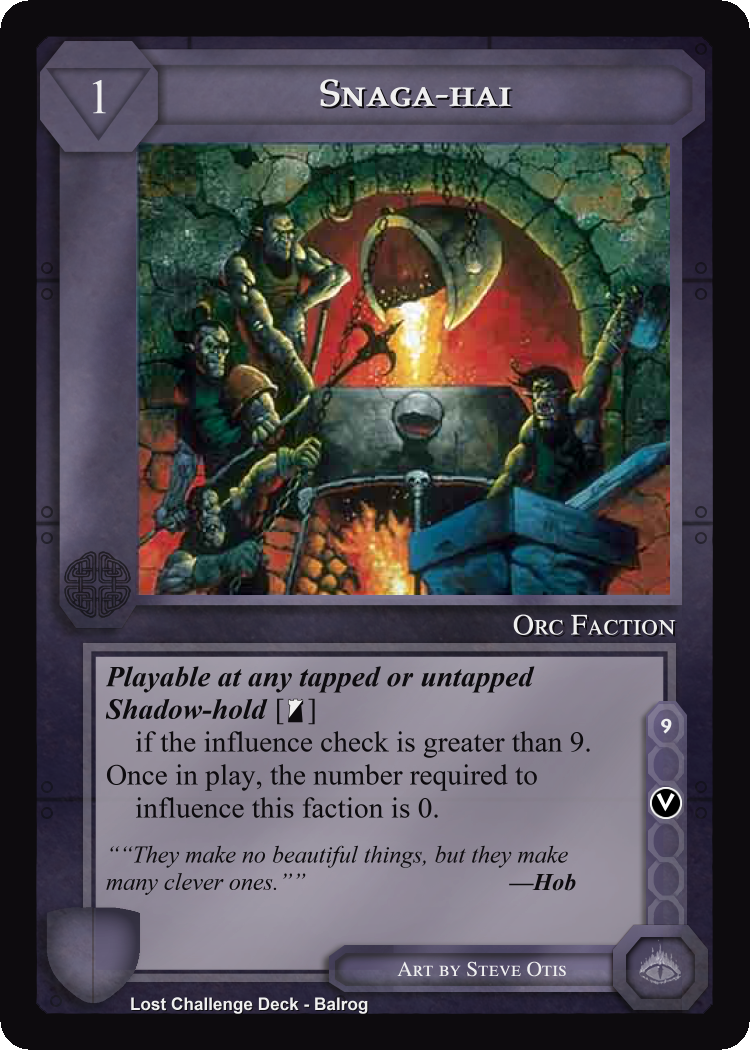 1
Snaga-hai
Orc Faction
Playable at any tapped or untapped
Shadow-hold [ ]
if the influence check is greater than 9.
Once in play, the number required to
influence this faction is 0.
9
V
““They make no beautiful things, but they make
many clever ones.”” —Hob
Art by Steve Otis
Lost Challenge Deck - Balrog